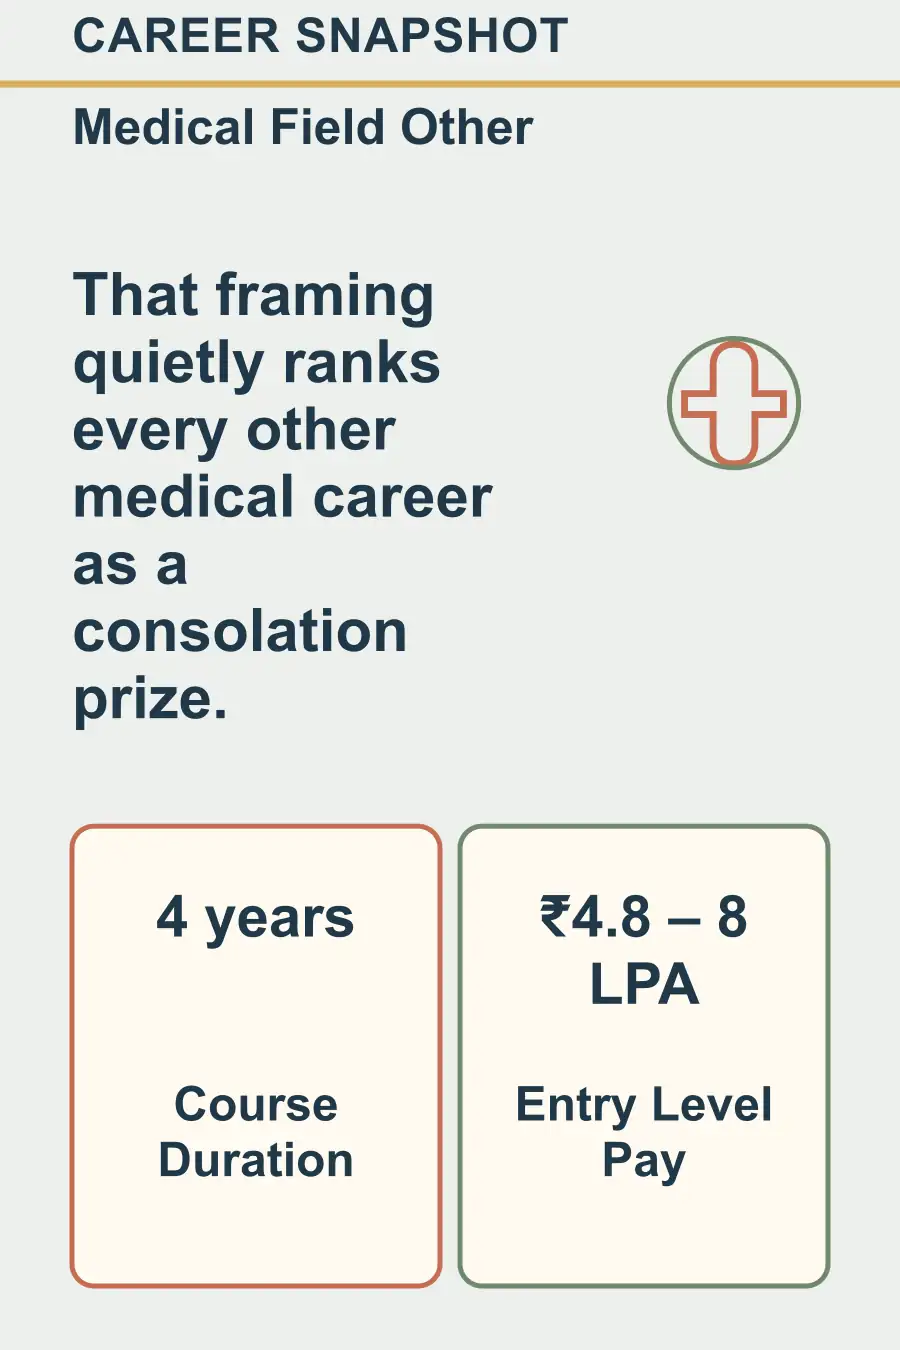 CAREER SNAPSHOT
Medical Field Other
That framing
quietly ranks
every other
medical career
as a
consolation
prize.
4 years
Course
Duration
₹4.8 – 8
LPA
Entry Level
Pay